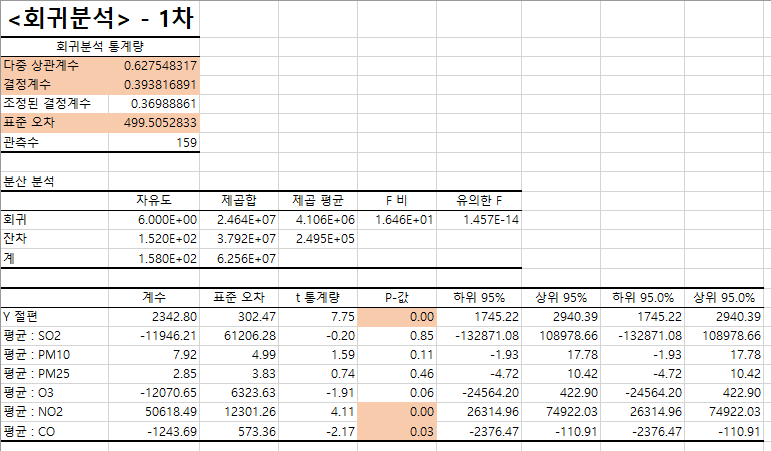 <회귀분석> - 1차
회귀분석 통계량
다중 상관계수 0.627548317
결정계수 0.393816891
조정된 결정계수 0.36988861
표준 오차 499.5052833
관측수 159
분산 분석
자유도 제곱합 제곱 평균 F 비 유의한 F
회귀 6.000E+00 2.464E+07 4.106E+06 1.646E+01 1.457E-14
잔차 1.520E+02 3.792E+07 2.495E+05
계 1.580E+02 6.256E+07
계수 표준 오차 t 통계량 P-값 하위 95% 상위 95% 하위 95.0% 상위 95.0%
Y 절편 2342.80 302.47 7.75 0.00 1745.22 2940.39 1745.22 2940.39
평균 : SO2 -11946.21 61206.28 -0.20 0.85 -132871.08 108978.66 -132871.08 108978.66
평균 : PM10 7.92 4.99 1.59 0.11 -1.93 17.78 -1.93 17.78
평균 : PM25 2.85 3.83 0.74 0.46 -4.72 10.42 -4.72 10.42
평균 : O3 -12070.65 6323.63 -1.91 0.06 -24564.20 422.90 -24564.20 422.90
평균 : NO2 50618.49 12301.26 4.11 0.00 26314.96 74922.03 26314.96 74922.03
평균 : CO -1243.69 573.36 -2.17 0.03 -2376.47 -110.91 -2376.47 -110.91